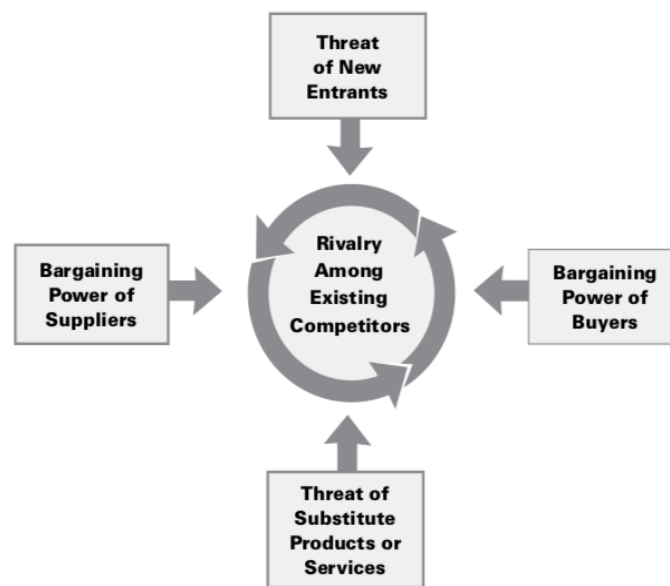 Threat
of New
Entrants
Bargaining
Power of
Suppliers
Rivalry
Among
Existing
Competitors
Bargaining
Power of
Buyers
Threat of
Substitute
Products or
Services